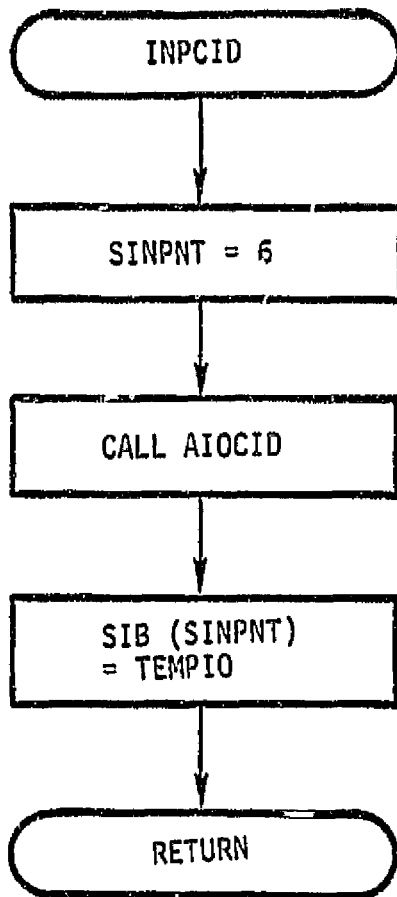 INPCID
SINPNT = 6
CALL AIOCID
SIB (SINPNT)
= TEMPIO
RETURN